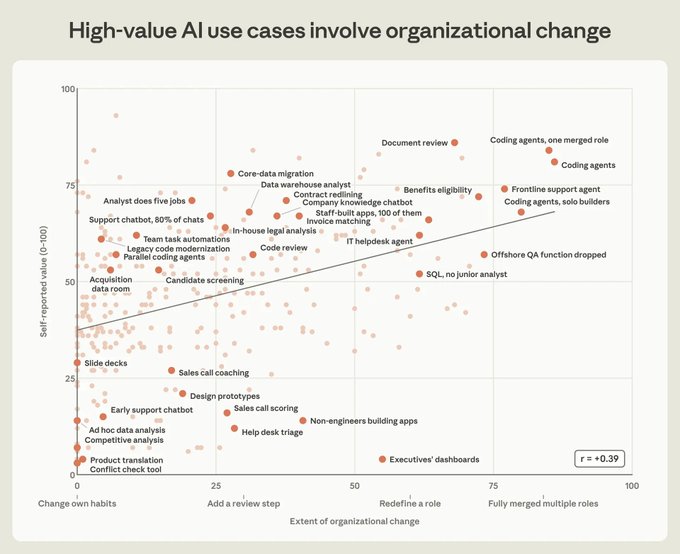 High-value AI use cases involve organizational change
100
Document review
Coding agents, one merged role
Coding agents
Core-data migration
Data warehouse analyst
75
Contract redlining
Benefits eligibility
Frontline support agent
Analyst does five jobs
Company knowledge chatbot
Coding agents, solo builders
Staff-built apps, 100 of them
Support chatbot, 80% of chats
Invoice matching
In-house legal analysis
Team task automations
IT helpdesk agent
Legacy code modernization
Code review
Parallel coding agents
Offshore QA function dropped
Acquisition
data room
Candidate screening
SQL, no junior analyst
50
Self-reported value (0–100)
Slide decks
Sales call coaching
25
Design prototypes
Early support chatbot
Sales call scoring
Ad hoc data analysis
Help desk triage
Non-engineers building apps
Competitive analysis
Product translation
Executives' dashboards
r = +0.39
Conflict check tool
0
0
25
50
75
100
Change own habits
Add a review step
Redefine a role
Fully merged multiple roles
Extent of organizational change